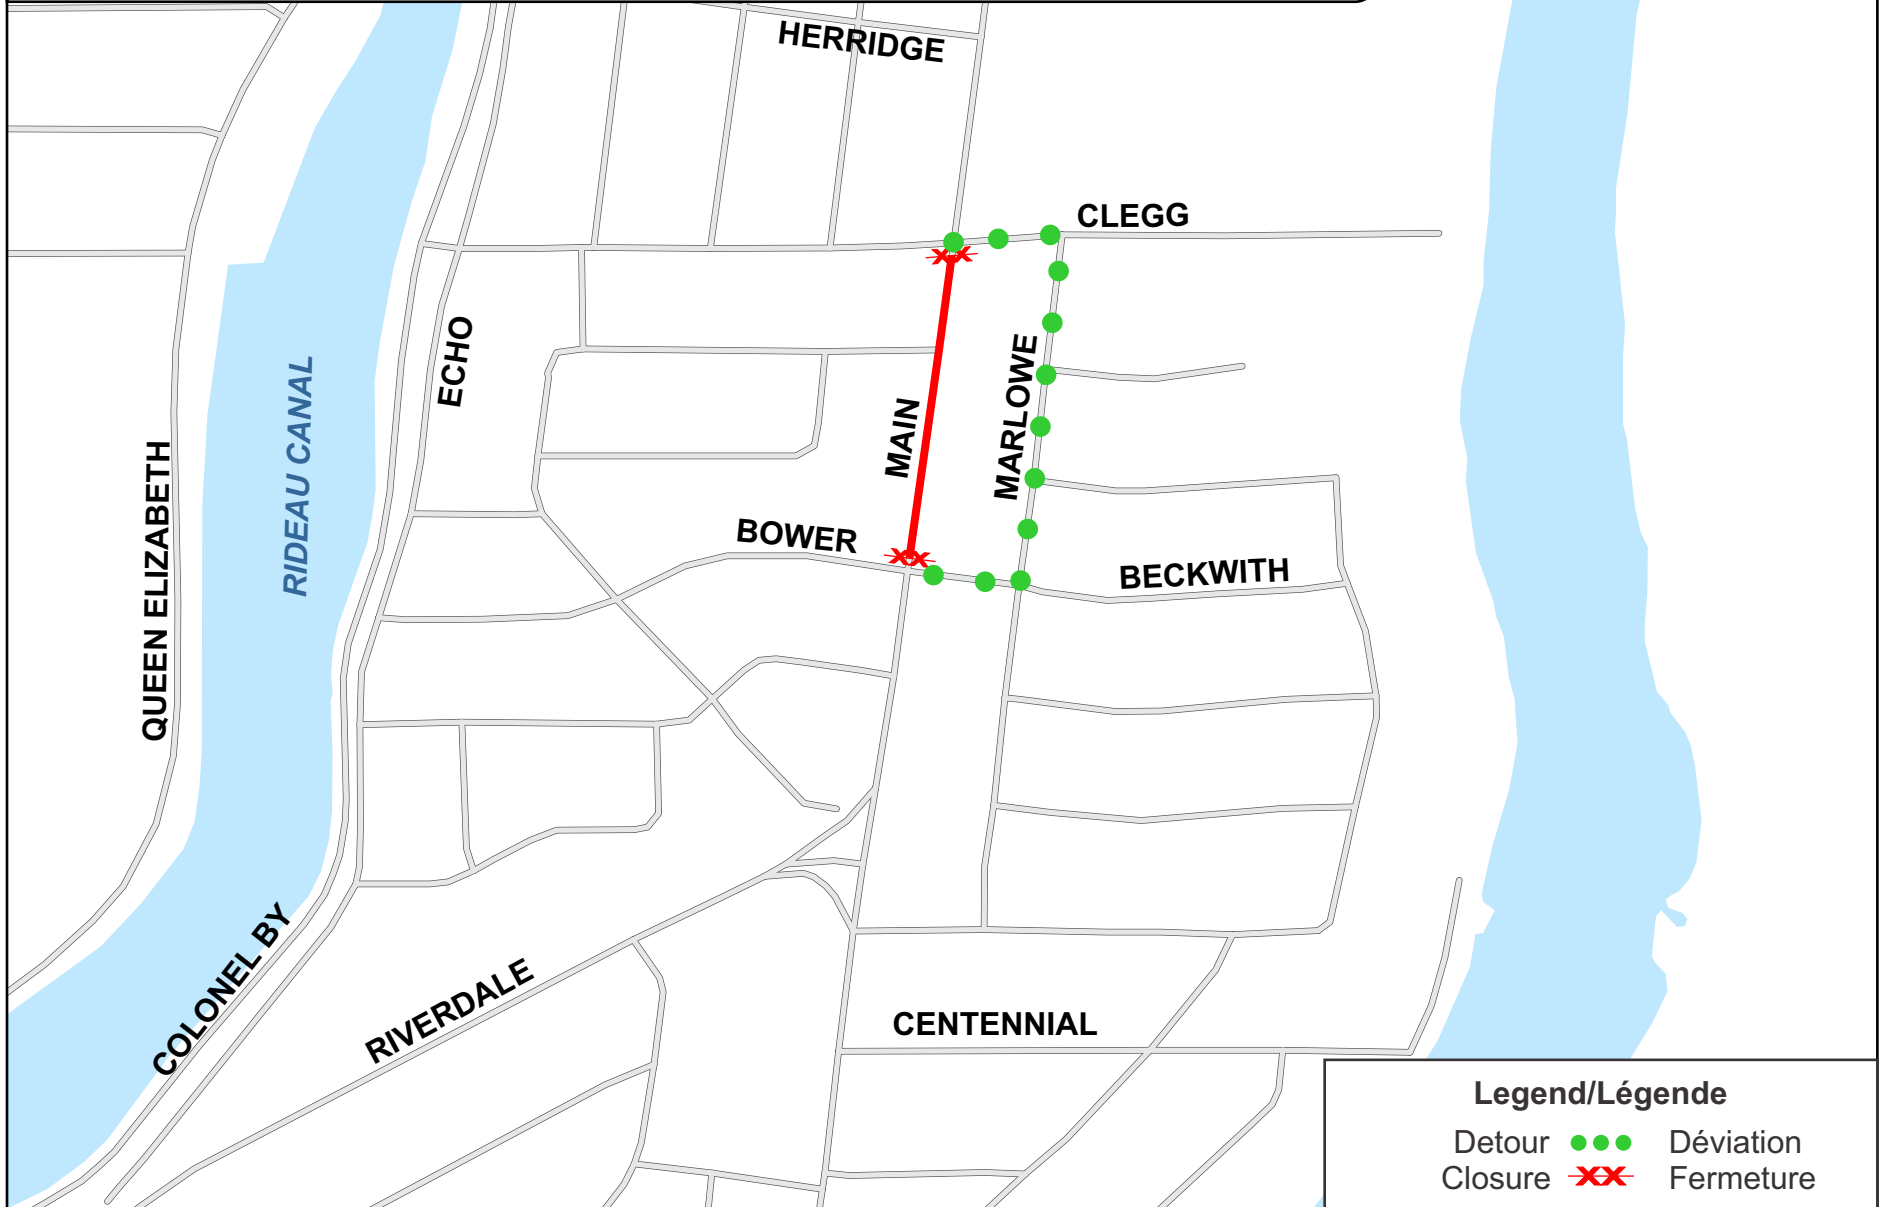 HERRIDGE
CLEGG
ECHO
RIDEAU CANAL
MARLOWE
MAIN
QUEEN ELIZABETH
BOWER
BECKWITH
COLONEL BY
RIVERDALE
CENTENNIAL
Legend/Légende
Detour Déviation
Closure Fermeture